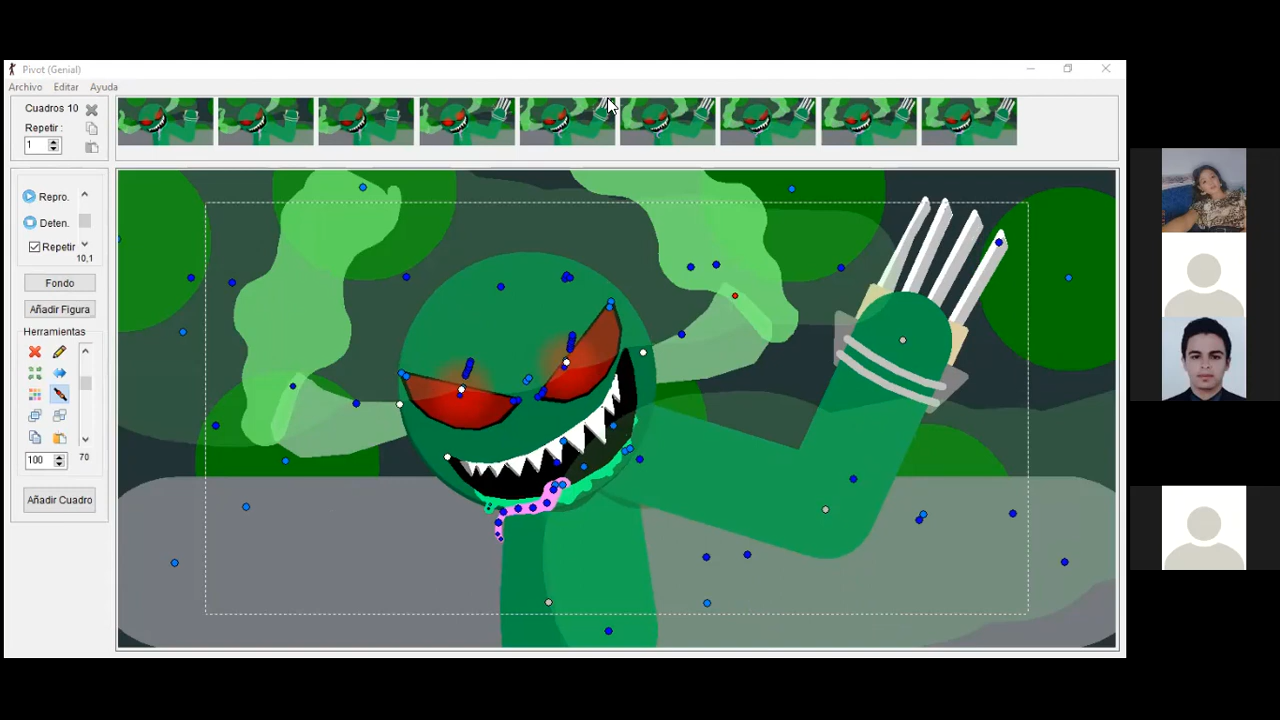 Pivot (Genial)
Archivo Editar Ayuda
Cuadros 10
Repetir :
1
Repro.
Deten.
Repetir
10,1
Fondo
Añadir Figura
Herramientas
100
70
Añadir Cuadro